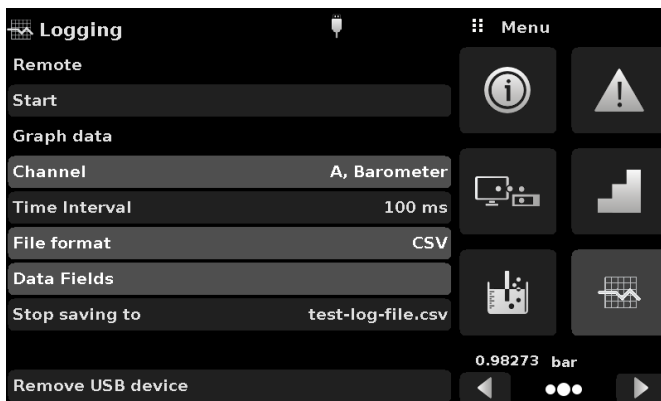 Logging
Menu
Remote
Start
Graph data
Channel A, Barometer
Time Interval 100 ms
File format CSV
Data Fields
Stop saving to test-log-file.csv
0.98273 bar
Remove USB device